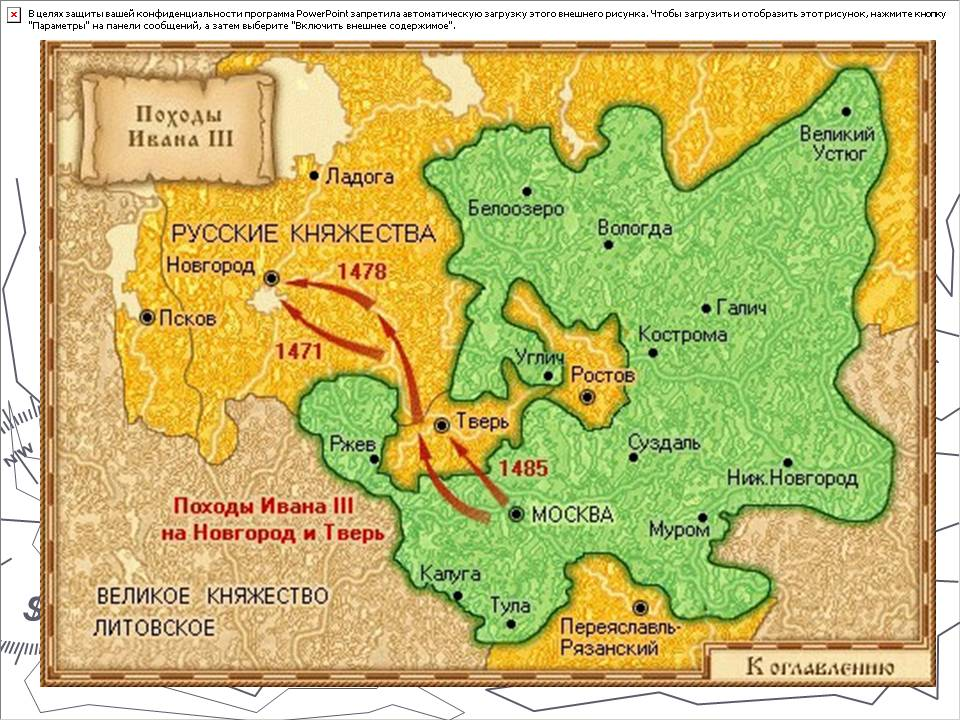 В целях защиты вашей конфиденциальности программа PowerPoint запретила автоматическую загрузку этого внешнего рисунка. Чтобы загрузить и отобразить этот рисунок, нажмите кнопку
"Параметры" на панели сообщений, а затем выберите "Включить внешнее содержимое".
Походы
Ивана III
Великий
Устюг
Ладога
Белоозеро
Вологда
РУССКИЕ КНЯЖЕСТВА
Новгород
1478
Псков
Галич
Кострома
1471
Углич
Ростов
Тверь
Ржев
Суздаль
1485
Ниж.Новгород
Походы Ивана III
на Новгород и Тверь
МОСКВА
Муром
Калуга
ВЕЛИКОЕ КНЯЖЕСТВО
ЛИТОВСКОЕ
Тула
Переяславль-
Рязанский
К оглавлению
NW
S